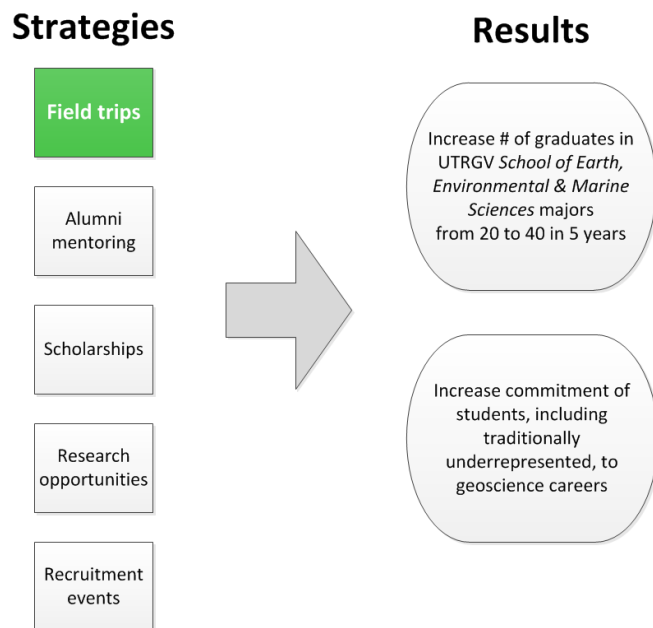 Strategies
Field trips
Alumni
mentoring
Scholarships
Research
opportunities
Recruitment
events
Results
Increase # of graduates in
UTRGV School of Earth,
Environmental & Marine
Sciences majors
from 20 to 40 in 5 years
Increase commitment of
students, including
traditionally
underrepresented, to
geoscience careers